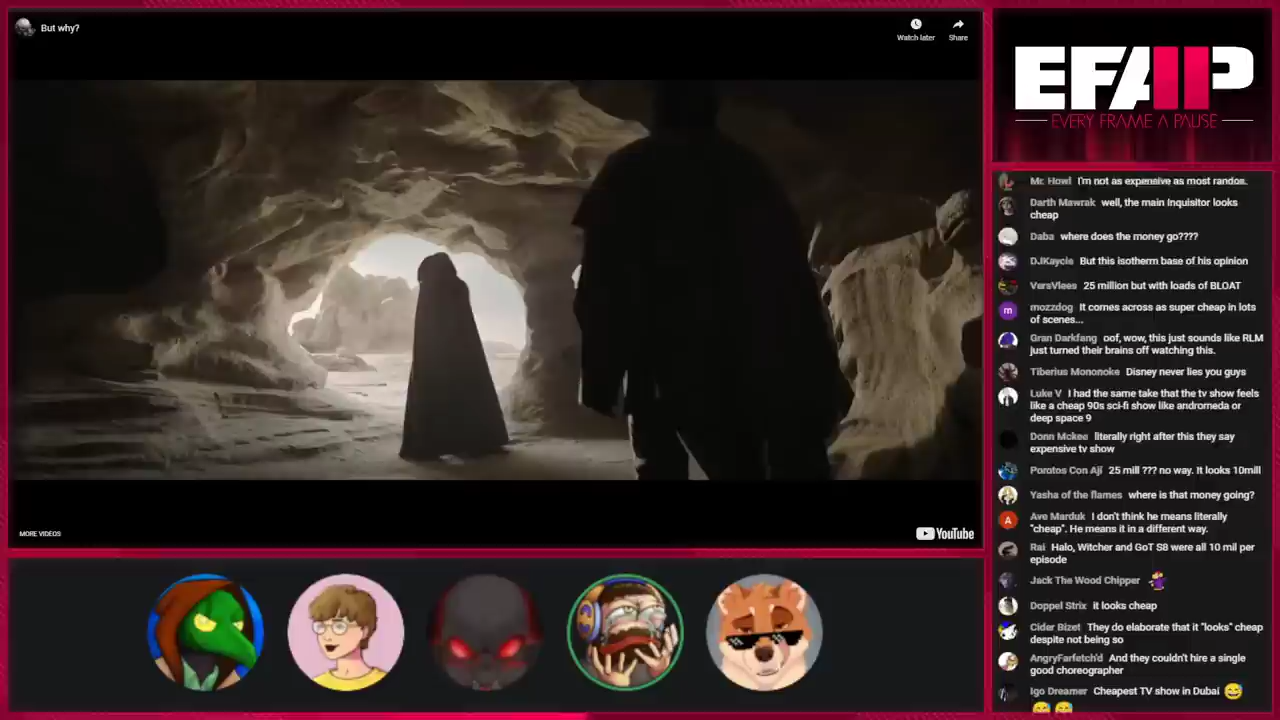 But why?
Watch later
Share
MORE VIDEOS
YouTube
EFAP
EVERY FRAME A PAUSE
Mr. Howl I'm not as expensive as most randos.
Darth Mawrak well, the main Inquisitor looks
cheap
Daba where does the money go????
DJKaycie But this isotherm base of his opinion
VersVlees 25 million but with loads of BLOAT
mozzdog It comes across as super cheap in lots
of scenes...
Gran Darkfang oof, wow, this just sounds like RLM
just turned their brains off watching this.
Tiberius Mononoke Disney never lies you guys
Luke V I had the same take that the tv show feels
like a cheap 90s sci-fi show like andromeda or
deep space 9
Donn Mckee literally right after this they say
expensive tv show
Porotos Con Ají 25 mill ??? no way. It looks 10mill
Yasha of the flames where is that money going?
A
Ave Marduk I don't think he means literally
"cheap". He means it in a different way.
Rai Halo, Witcher and GoT S8 were all 10 mil per
episode
Jack The Wood Chipper
Doppel Strix it looks cheap
Cider Bizet They do elaborate that it "looks" cheap
despite not being so
AngryFarfetch'd And they couldn't hire a single
good choreographer
Igo Dreamer Cheapest TV show in Dubai